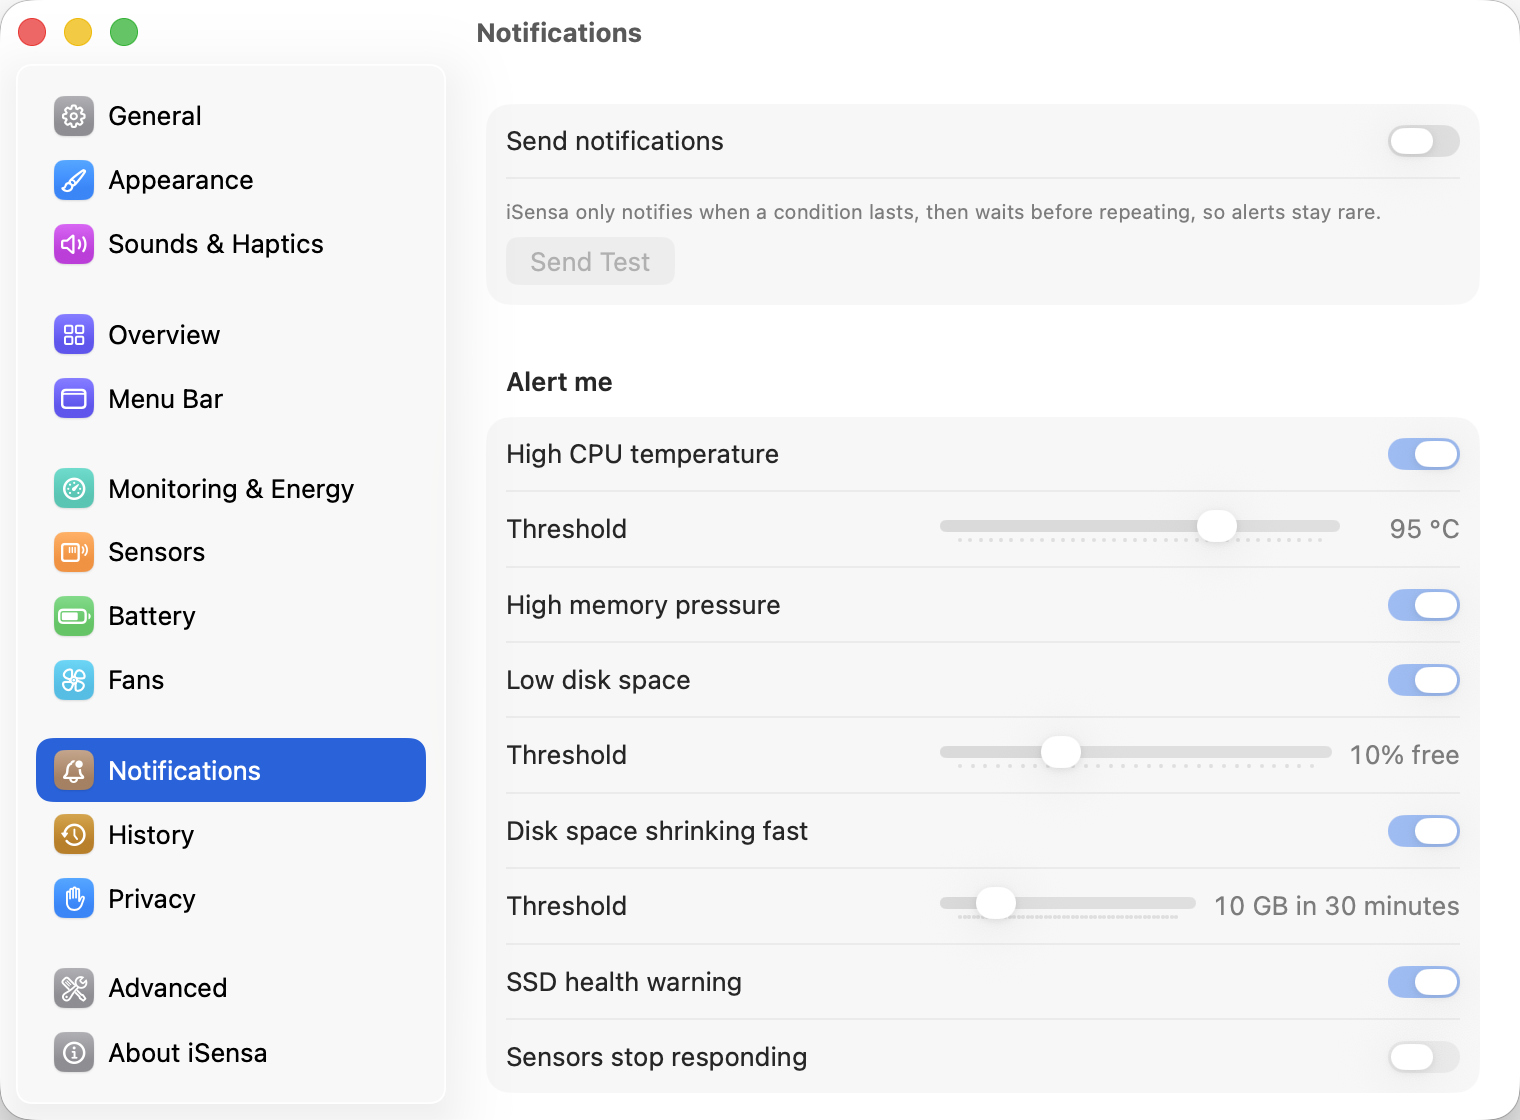 Notifications
General
Appearance
Sounds & Haptics
Overview
Menu Bar
Monitoring & Energy
Sensors
Battery
Fans
Notifications
History
Privacy
Advanced
About iSensa
Send notifications
iSensa only notifies when a condition lasts, then waits before repeating, so alerts stay rare.
Send Test
Alert me
High CPU temperature
Threshold 95 °C
High memory pressure
Low disk space
Threshold 10% free
Disk space shrinking fast
Threshold 10 GB in 30 minutes
SSD health warning
Sensors stop responding